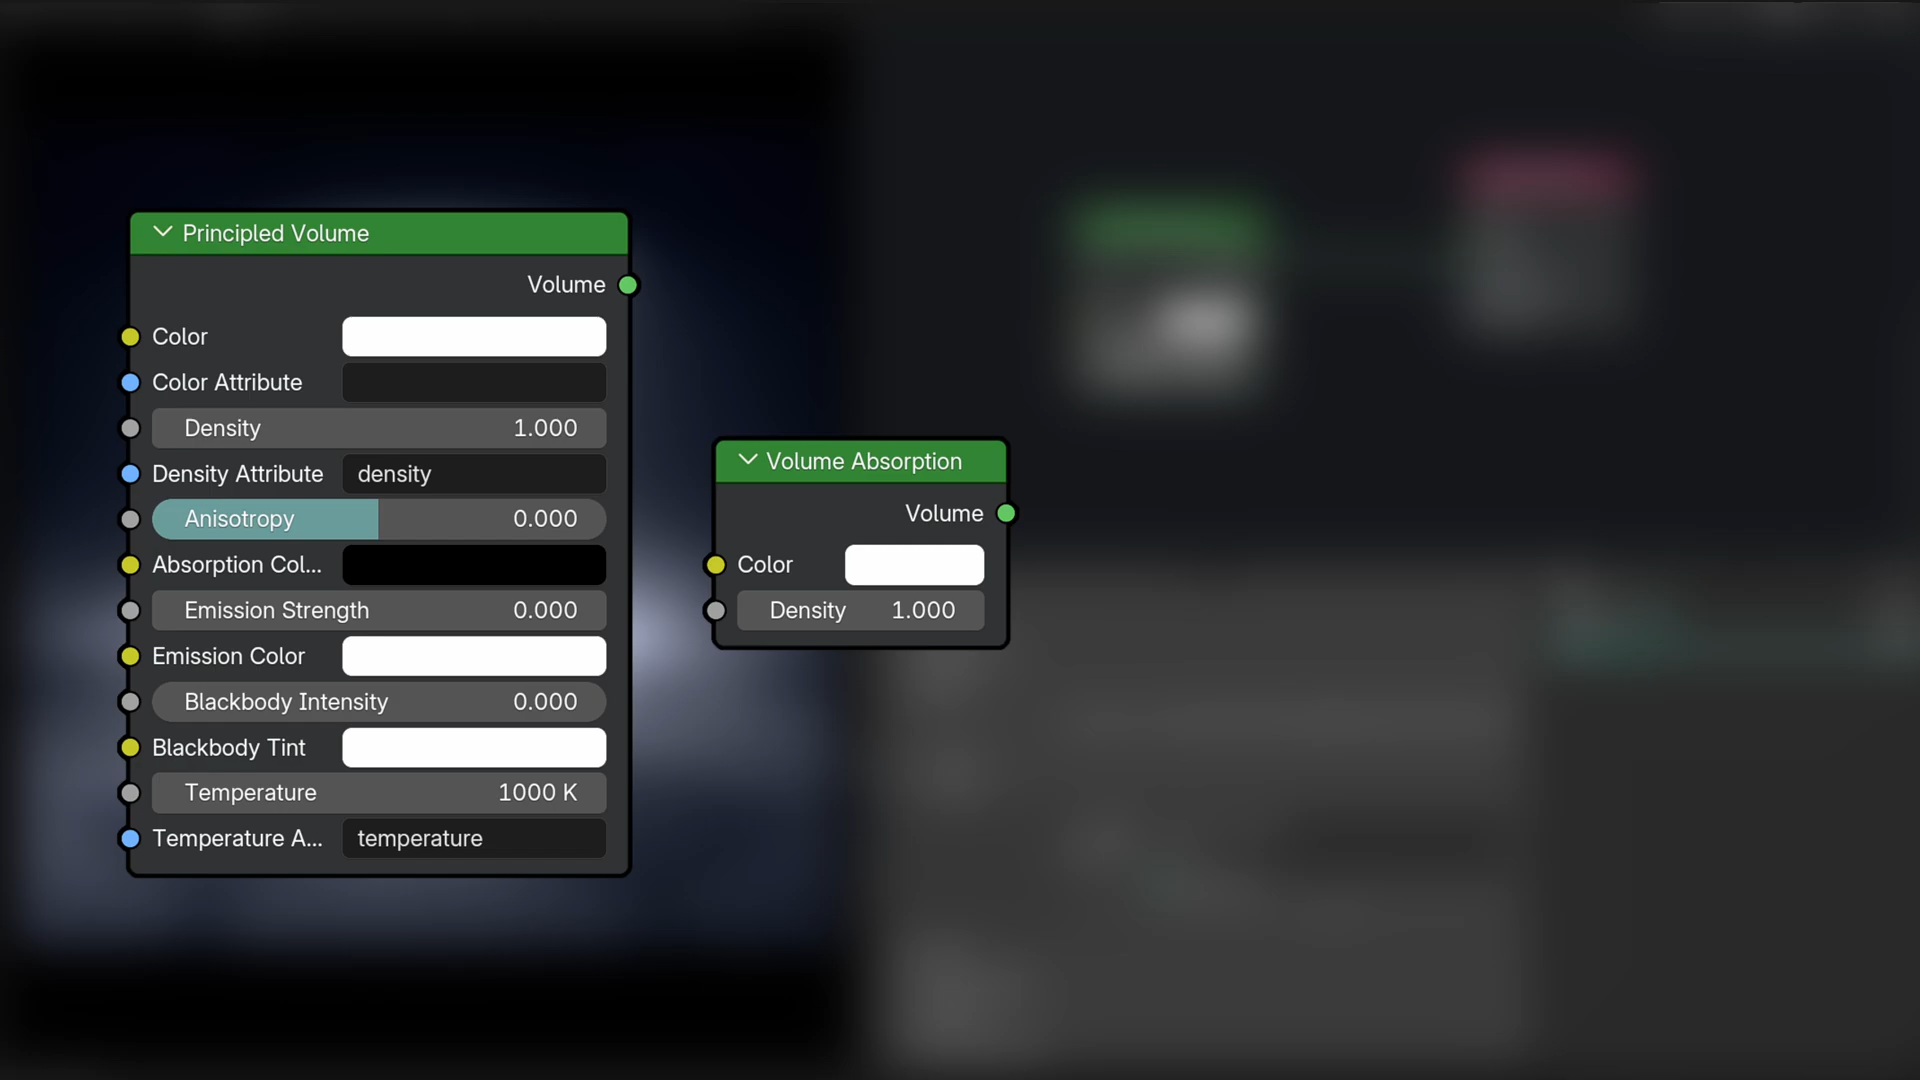 Principled Volume
Volume
Color
Color Attribute
Density 1.000
Density Attribute density
Anisotropy 0.000
Absorption Col...
Emission Strength 0.000
Emission Color
Blackbody Intensity 0.000
Blackbody Tint
Temperature 1000 K
Temperature A... temperature
Volume Absorption
Volume
Color
Density 1.000